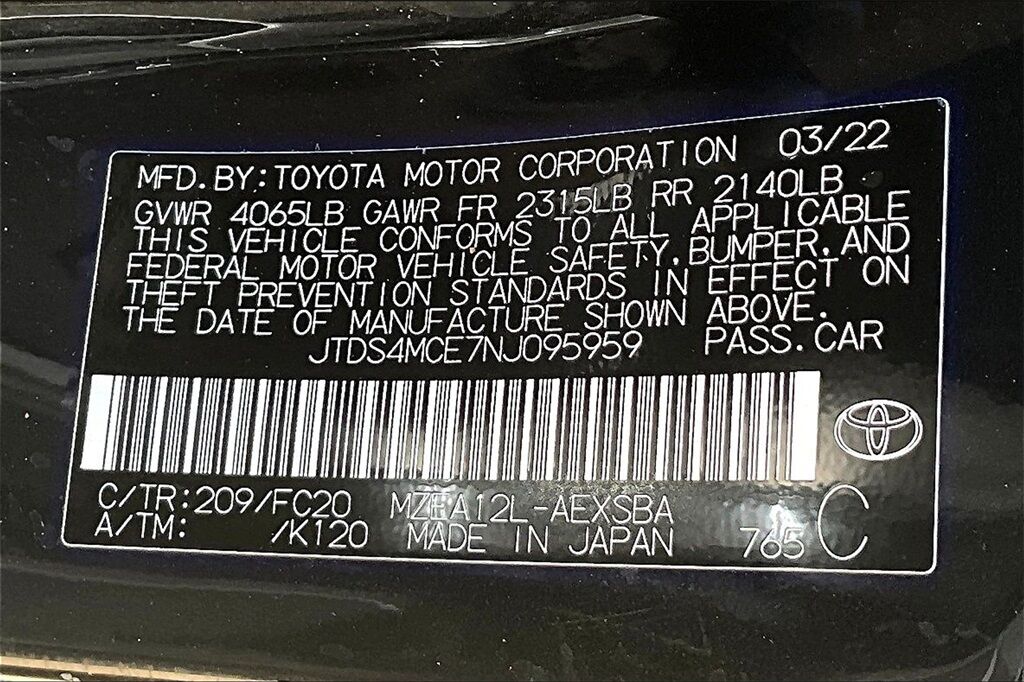 MFD.BY:TOYOTA MOTOR CORPORATION 03/22
GVWR 4065LB GAWR FR 2315LB RR 2140LB
THIS VEHICLE CONFORMS TO ALL APPLICABLE
FEDERAL MOTOR VEHICLE SAFETY,BUMPER,AND
THEFT PREVENTION STANDARDS IN EFFECT ON
THE DATE OF MANUFACTURE SHOWN ABOVE.
JTDS4MCE7NJ095959 PASS.CAR
C/TR:209/FC20 MZEA12L-AEXSBA
A/TM: /K120 MADE IN JAPAN 765 C